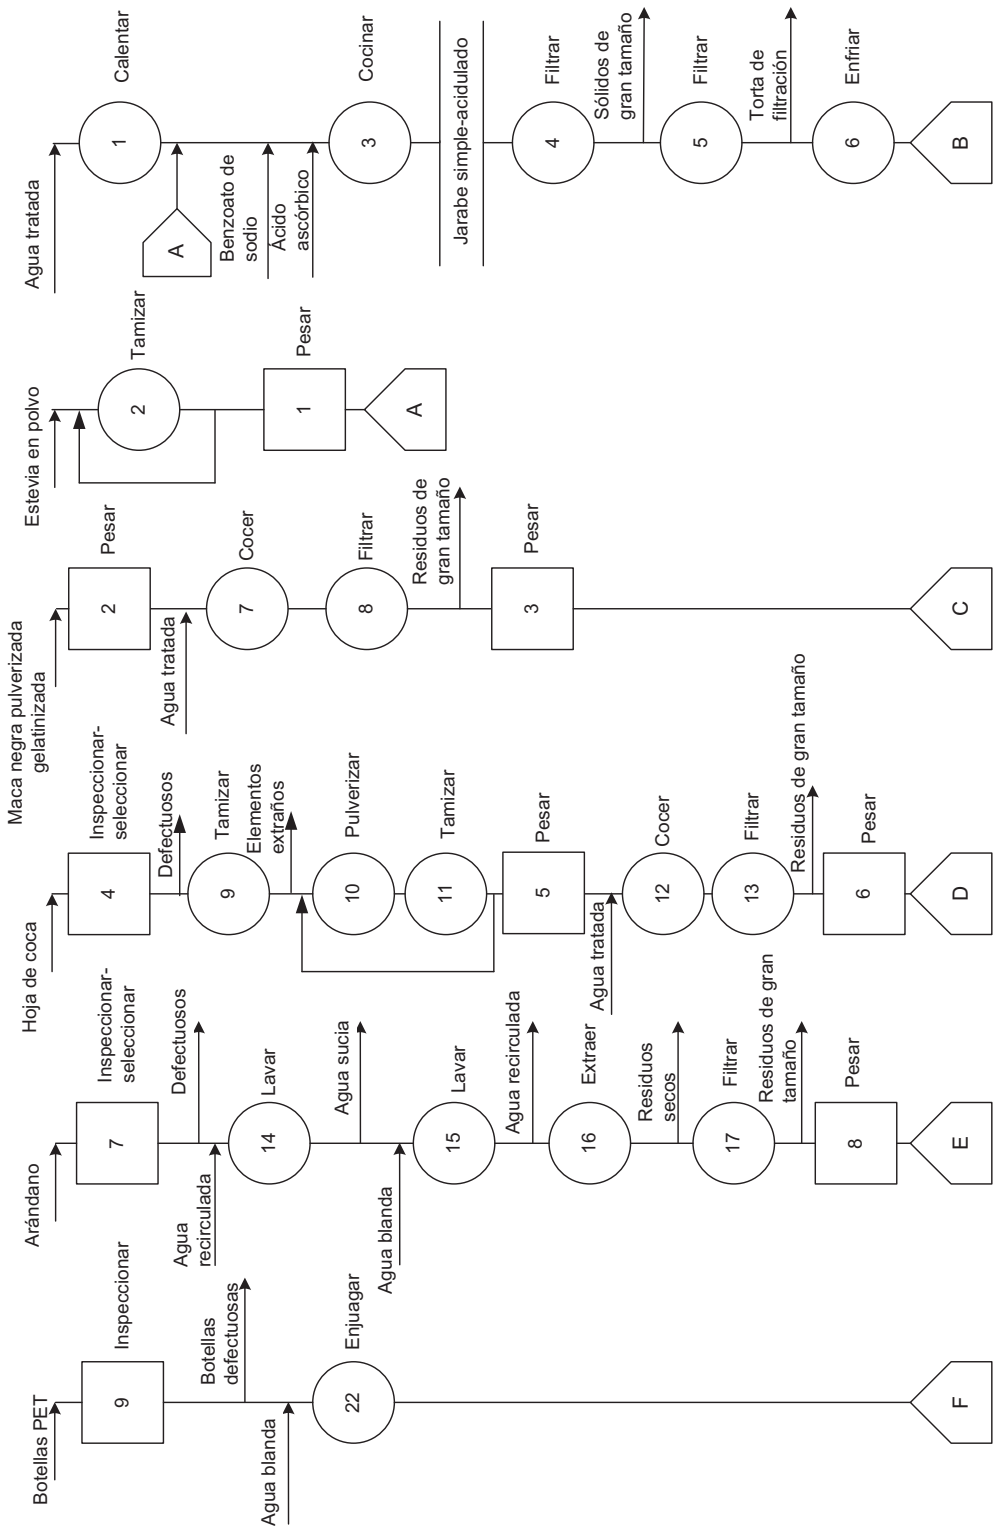 Botellas PET
9
Inspeccionar
Botellas
defectuosas
Agua blanda
22
Enjuagar
F
Arándano
7
Inspeccionar-
seleccionar
Defectuosos
Agua
recirculada
14
Lavar
Agua sucia
Agua blanda
15
Lavar
Agua recirculada
16
Extraer
Residuos
secos
17
Filtrar
Residuos de gran
tamaño
8
Pesar
E
Hoja de coca
4
Inspeccionar-
seleccionar
Defectuosos
9
Tamizar
Elementos
extraños
10
Pulverizar
11
Tamizar
5
Pesar
Agua tratada
12
Cocer
13
Filtrar
Residuos de gran tamaño
6
Pesar
D
Maca negra pulverizada
gelatinizada
2
Pesar
Agua tratada
7
Cocer
8
Filtrar
Residuos de
gran tamaño
3
Pesar
C
Estevia en polvo
2
Tamizar
1
Pesar
A
Agua tratada
1
Calentar
A
Benzoato de
sodio
Ácido
ascórbico
3
Cocinar
Jarabe simple-acidulado
4
Filtrar
Sólidos de
gran tamaño
5
Filtrar
Torta de
filtración
6
Enfriar
B